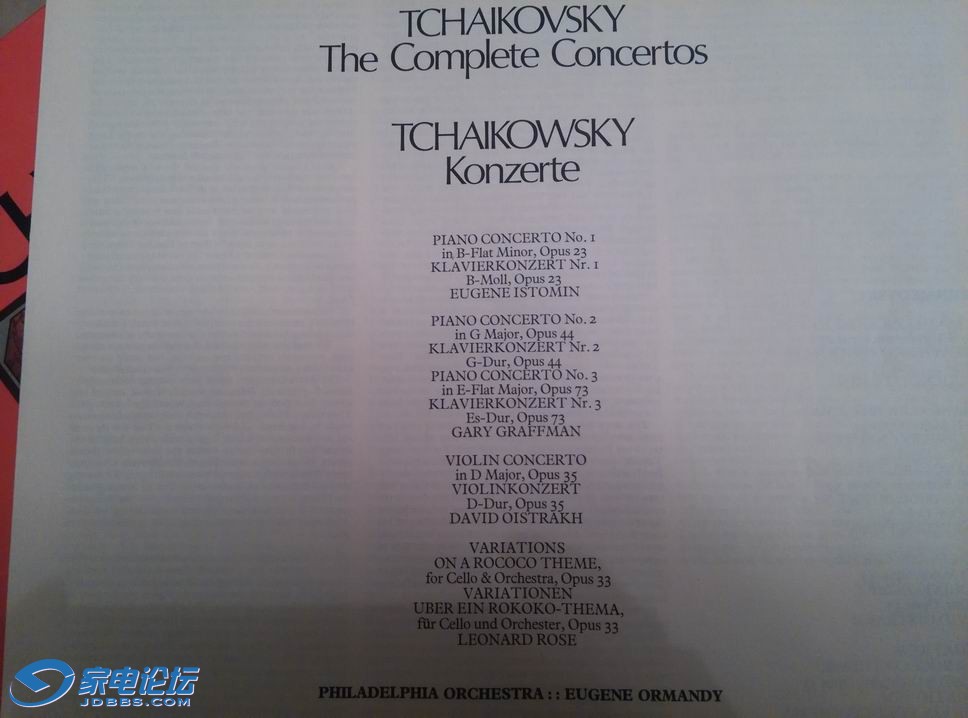 TCHAIKOVSKY
The Complete Concertos
TCHAIKOWSKY
Konzerte
PIANO CONCERTO No. 1
in B-Flat Minor, Opus 23
KLAVIERKONZERT Nr. 1
B-Moll, Opus 23
EUGENE ISTOMIN
PIANO CONCERTO No. 2
in G Major, Opus 44
KLAVIERKONZERT Nr. 2
G-Dur, Opus 44
PIANO CONCERTO No. 3
in E-Flat Major, Opus 73
KLAVIERKONZERT Nr. 3
Es-Dur, Opus 73
GARY GRAFFMAN
VIOLIN CONCERTO
in D Major, Opus 35
VIOLINKONZERT
D-Dur, Opus 35
DAVID OISTRAKH
VARIATIONS
ON A ROCOCO THEME,
for Cello & Orchestra, Opus 33
VARIATIONEN
UBER EIN ROKOKO-THEMA,
für Cello und Orchester, Opus 33
LEONARD ROSE
PHILADELPHIA ORCHESTRA :: EUGENE ORMANDY
家电论坛
JDBBS.COM